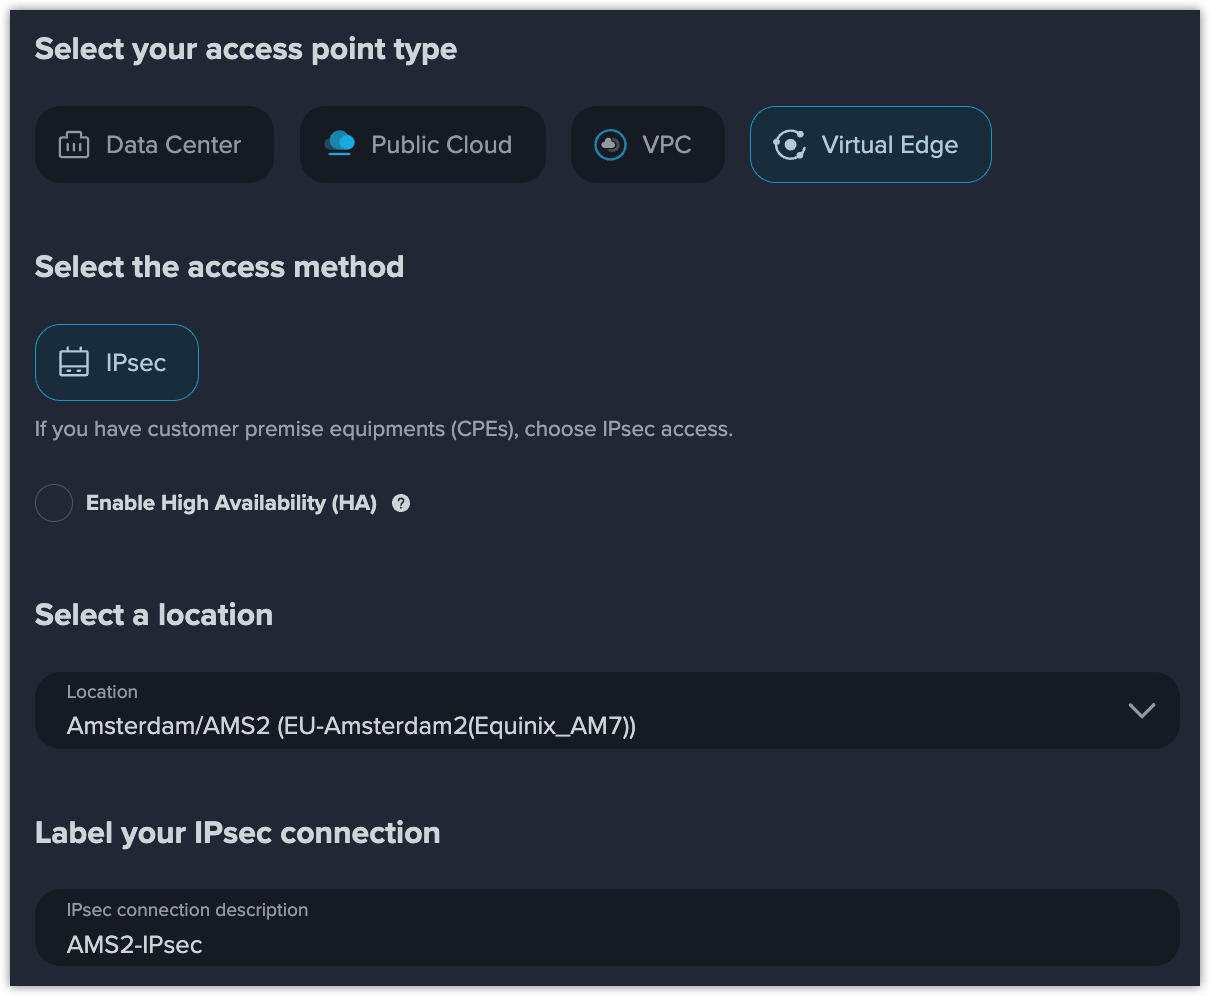 Select your access point type
Data Center
Public Cloud
VPC
Virtual Edge
Select the access method
IPsec
If you have customer premise equipments (CPEs), choose IPsec access.
Enable High Availability (HA) ?
Select a location
Location
Amsterdam/AMS2 (EU-Amsterdam2(Equinix_AM7))
Label your IPsec connection
IPsec connection description
AMS2-IPsec